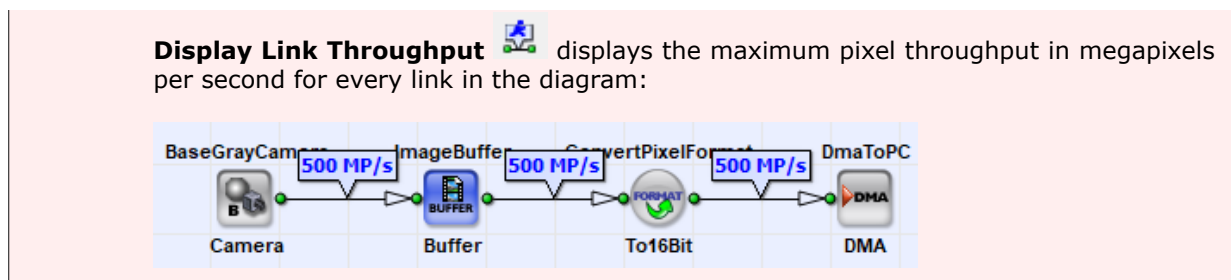 Display Link Throughput displays the maximum pixel throughput in megapixels
per second for every link in the diagram:
500 MP/s 500 MP/s 500 MP/s DmaToPC
B BUFFER FORMAT DMA
Camera Buffer To16Bit DMA